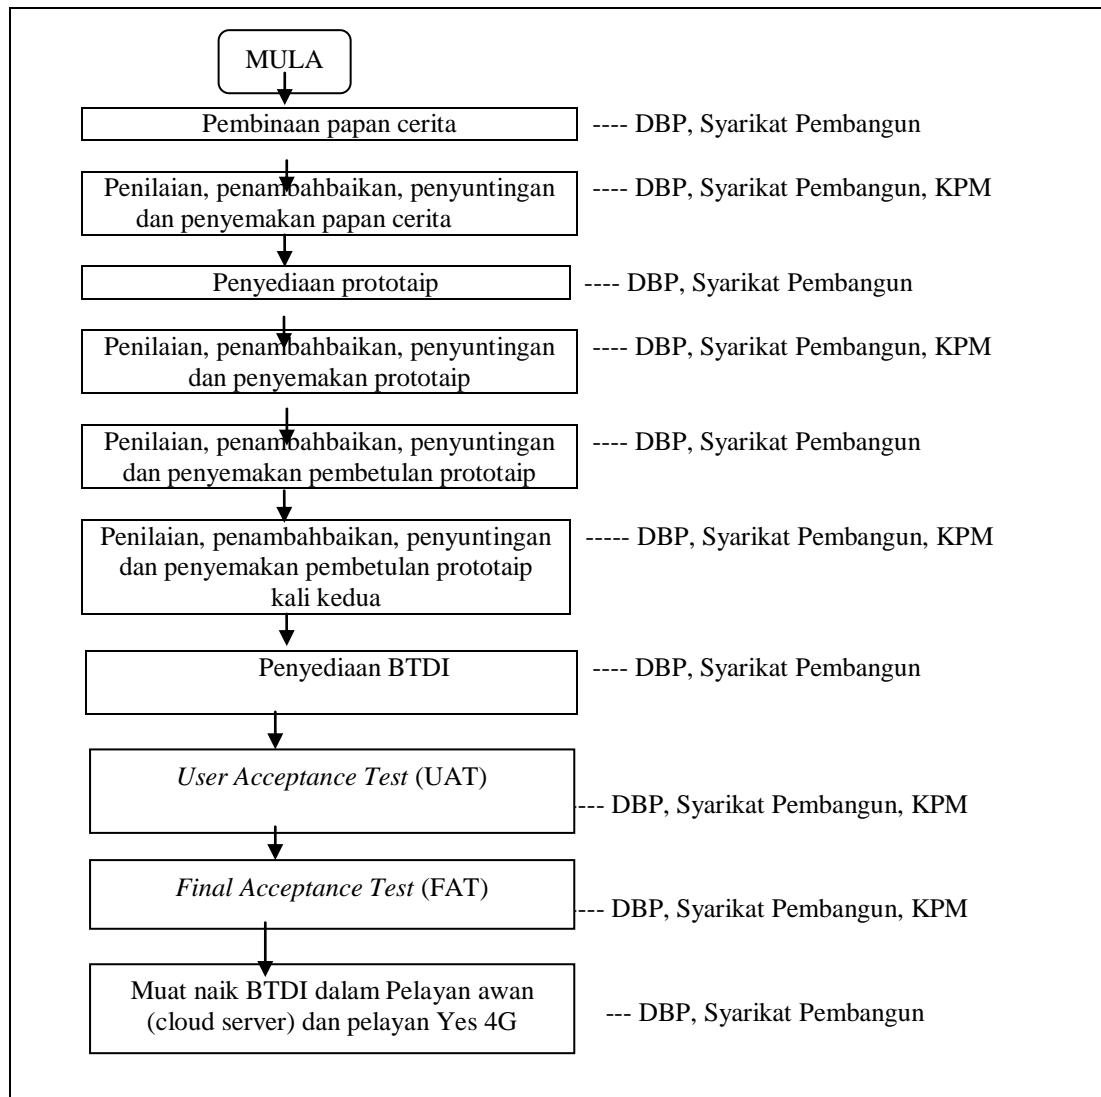 MULA
Pembinaan papan cerita ---- DBP, Syarikat Pembangun
Penilaian, penambahbaikan, penyuntingan ---- DBP, Syarikat Pembangun, KPM
dan penyemakan papan cerita
Penyediaan prototaip ---- DBP, Syarikat Pembangun
Penilaian, penambahbaikan, penyuntingan ---- DBP, Syarikat Pembangun, KPM
dan penyemakan prototaip
Penilaian, penambahbaikan, penyuntingan ---- DBP, Syarikat Pembangun
dan penyemakan pembetulan prototaip
Penilaian, penambahbaikan, penyuntingan ----- DBP, Syarikat Pembangun, KPM
dan penyemakan pembetulan prototaip
kali kedua
Penyediaan BTDI ---- DBP, Syarikat Pembangun
User Acceptance Test (UAT)
---- DBP, Syarikat Pembangun, KPM
Final Acceptance Test (FAT)
---- DBP, Syarikat Pembangun, KPM
Muat naik BTDI dalam Pelayan awan
(cloud server) dan pelayan Yes 4G
--- DBP, Syarikat Pembangun